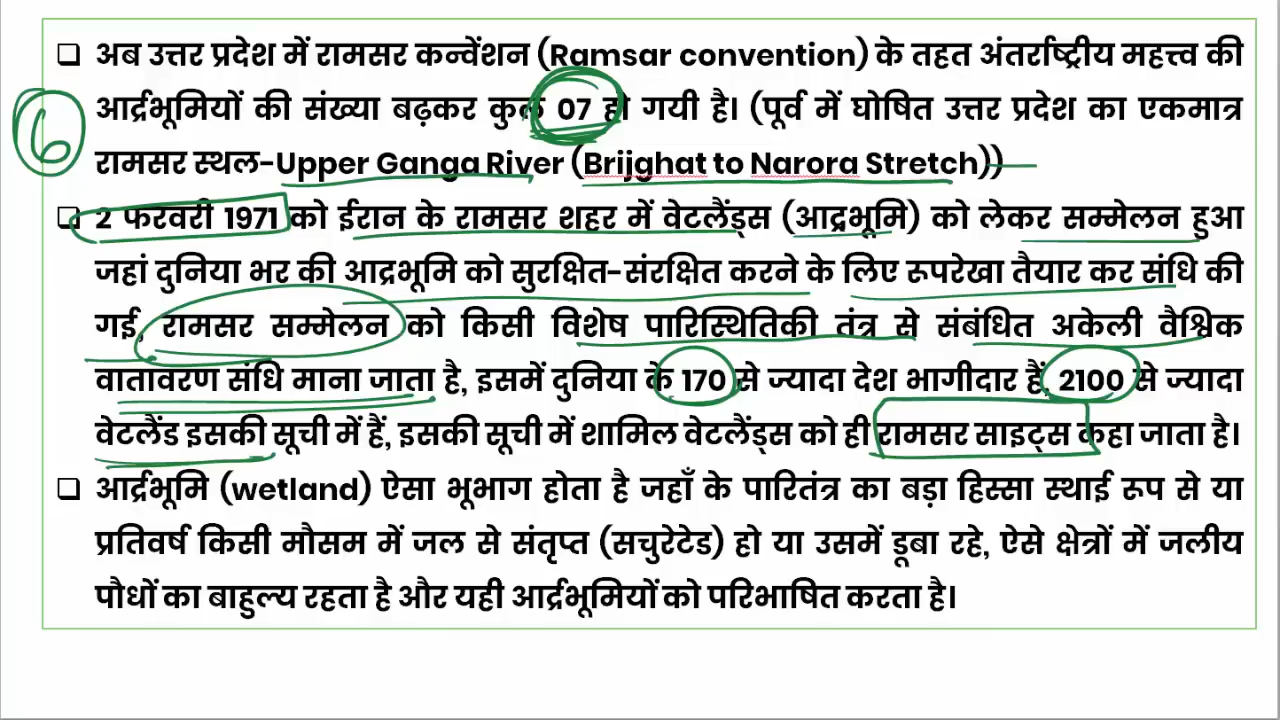 ❑ अब उत्तर प्रदेश में रामसर कन्वेंशन (Ramsar convention) के तहत अंतर्राष्ट्रीय महत्त्व की
आर्द्रभूमियों की संख्या बढ़कर कुल 07 हो गयी है। (पूर्व में घोषित उत्तर प्रदेश का एकमात्र
6
रामसर स्थल-Upper Ganga River (Brijghat to Narora Stretch))
❑ 2 फरवरी 1971 को ईरान के रामसर शहर में वेटलैंड्स (आद्रभूमि) को लेकर सम्मेलन हुआ
जहां दुनिया भर की आद्रभूमि को सुरक्षित-संरक्षित करने के लिए रूपरेखा तैयार कर संधि की
गई, रामसर सम्मेलन को किसी विशेष पारिस्थितिकी तंत्र से संबंधित अकेली वैश्विक
वातावरण संधि माना जाता है, इसमें दुनिया के 170 से ज्यादा देश भागीदार हैं, 2100 से ज्यादा
वेटलैंड इसकी सूची में हैं, इसकी सूची में शामिल वेटलैंड्स को ही रामसर साइट्स कहा जाता है।
❑ आर्द्रभूमि (wetland) ऐसा भूभाग होता है जहाँ के पारितंत्र का बड़ा हिस्सा स्थाई रूप से या
प्रतिवर्ष किसी मौसम में जल से संतृप्त (सचुरेटेड) हो या उसमें डूबा रहे, ऐसे क्षेत्रों में जलीय
पौधों का बाहुल्य रहता है और यही आर्द्रभूमियों को परिभाषित करता है।